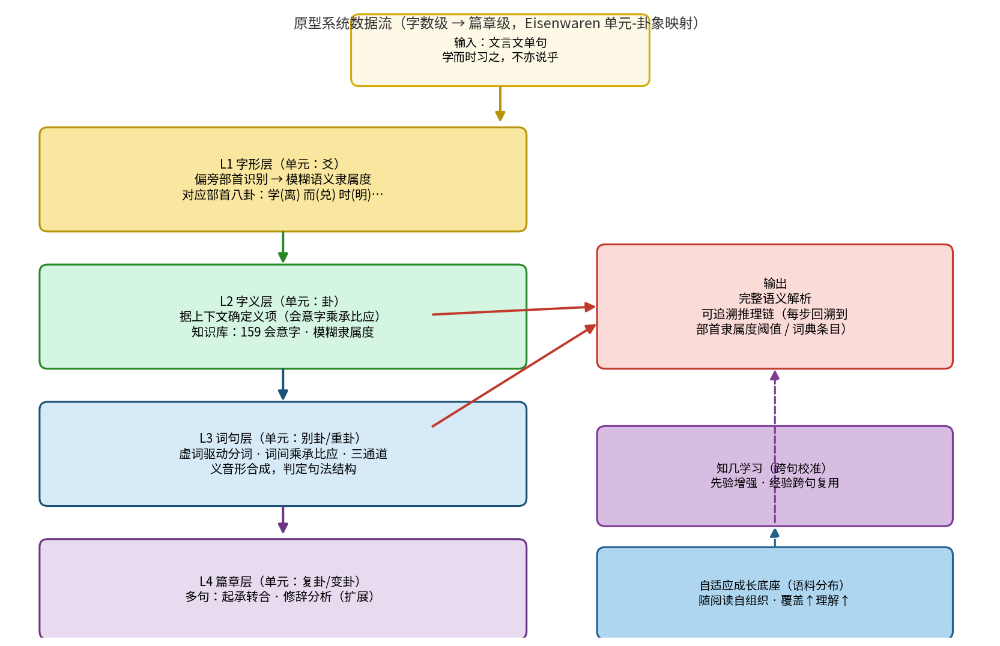 原型系统数据流（字数级 → 篇章级，Eisenwaren 单元-卦象映射）
输入：文言文单句
学而时习之，不亦说乎
L1 字形层（单元：爻）
偏旁部首识别 → 模糊语义隶属度
对应部首八卦：学(离) 而(兑) 时(明)…
L2 字义层（单元：卦）
据上下文确定义项（会意字乘承比应）
知识库：159 会意字 · 模糊隶属度
输出
完整语义解析
可追溯推理链（每步回溯到
部首隶属度阈值 / 词典条目）
L3 词句层（单元：别卦/重卦）
虚词驱动分词 · 词间乘承比应 · 三通道
义音形合成，判定句法结构
知几学习（跨句校准）
先验增强 · 经验跨句复用
L4 篇章层（单元：复卦/变卦）
多句：起承转合 · 修辞分析（扩展）
自适应成长底座（语料分布）
随阅读自组织 · 覆盖↑理解↑